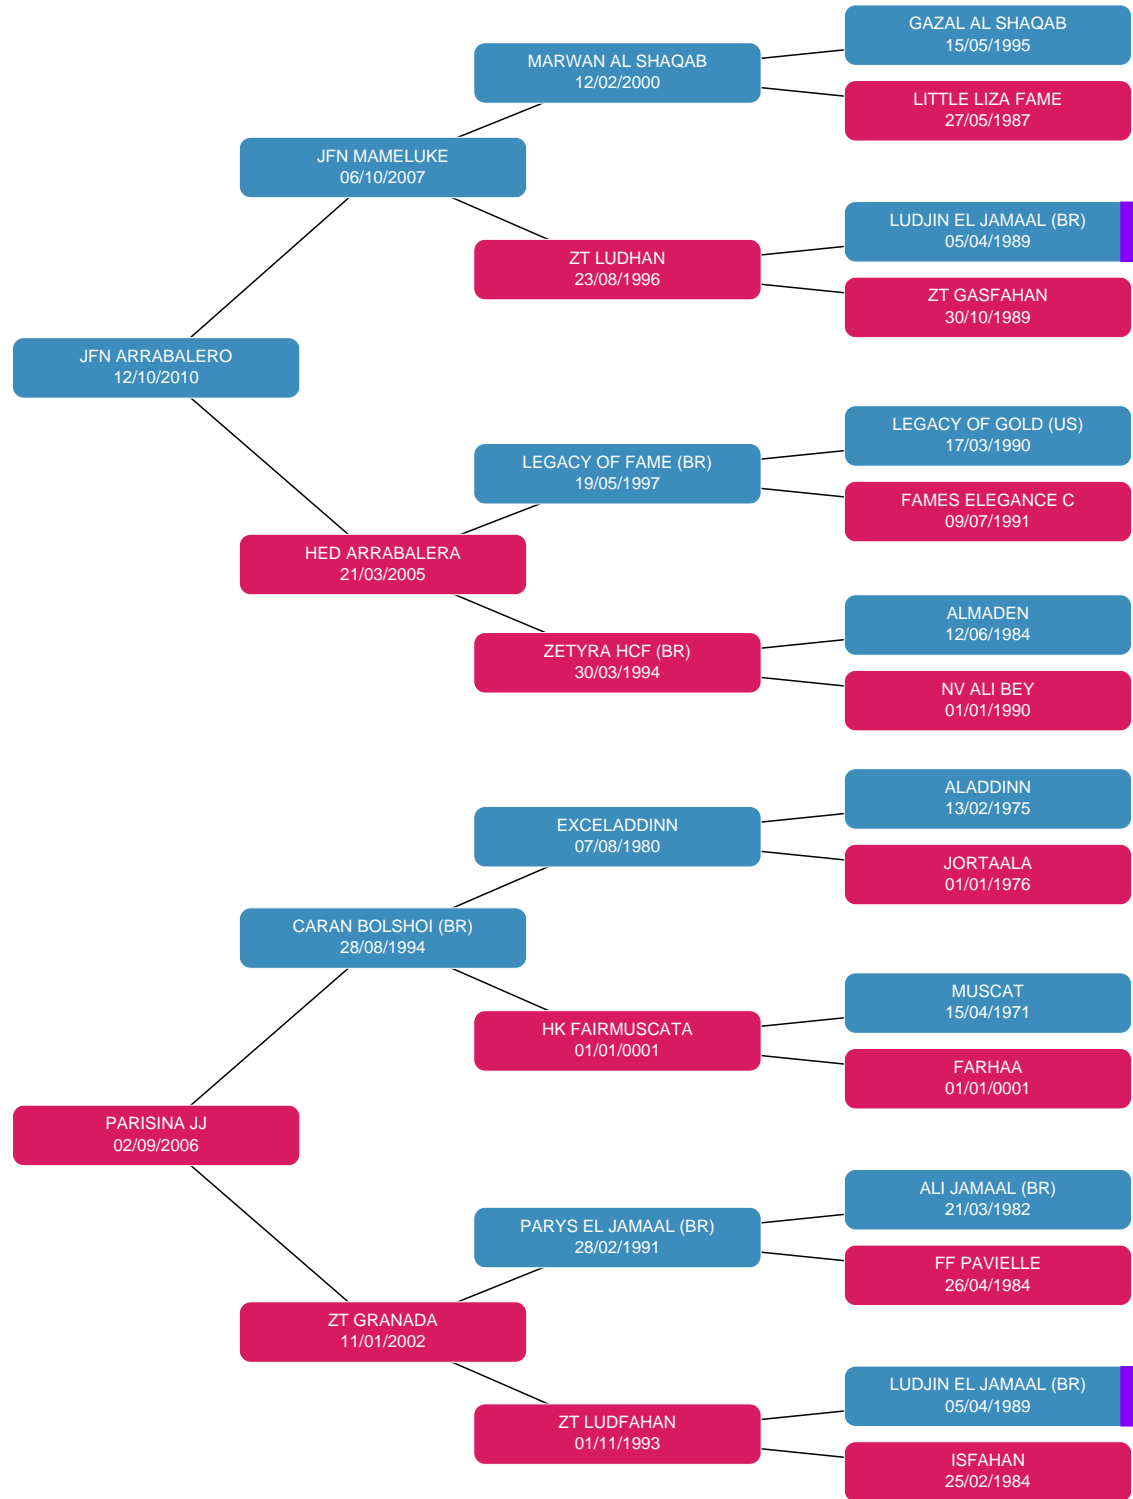 GAZAL AL SHAQAB
15/05/1995
MARWAN AL SHAQAB
12/02/2000
LITTLE LIZA FAME
27/05/1987
JFN MAMELUKE
06/10/2007
LUDJIN EL JAMAAL (BR)
05/04/1989
ZT LUDHAN
23/08/1996
ZT GASFAHAN
30/10/1989
JFN ARRABALERO
12/10/2010
LEGACY OF GOLD (US)
17/03/1990
LEGACY OF FAME (BR)
19/05/1997
FAMES ELEGANCE C
09/07/1991
HED ARRABALERA
21/03/2005
ALMADEN
12/06/1984
ZETYRA HCF (BR)
30/03/1994
NV ALI BEY
01/01/1990
ALADDINN
13/02/1975
EXCELADDINN
07/08/1980
JORTAALA
01/01/1976
CARAN BOLSHOI (BR)
28/08/1994
MUSCAT
15/04/1971
HK FAIRMUSCATA
01/01/0001
FARHAA
01/01/0001
PARISINA JJ
02/09/2006
ALI JAMAAL (BR)
21/03/1982
PARYS EL JAMAAL (BR)
28/02/1991
FF PAVIELLE
26/04/1984
ZT GRANADA
11/01/2002
LUDJIN EL JAMAAL (BR)
05/04/1989
ZT LUDFAHAN
01/11/1993
ISFAHAN
25/02/1984